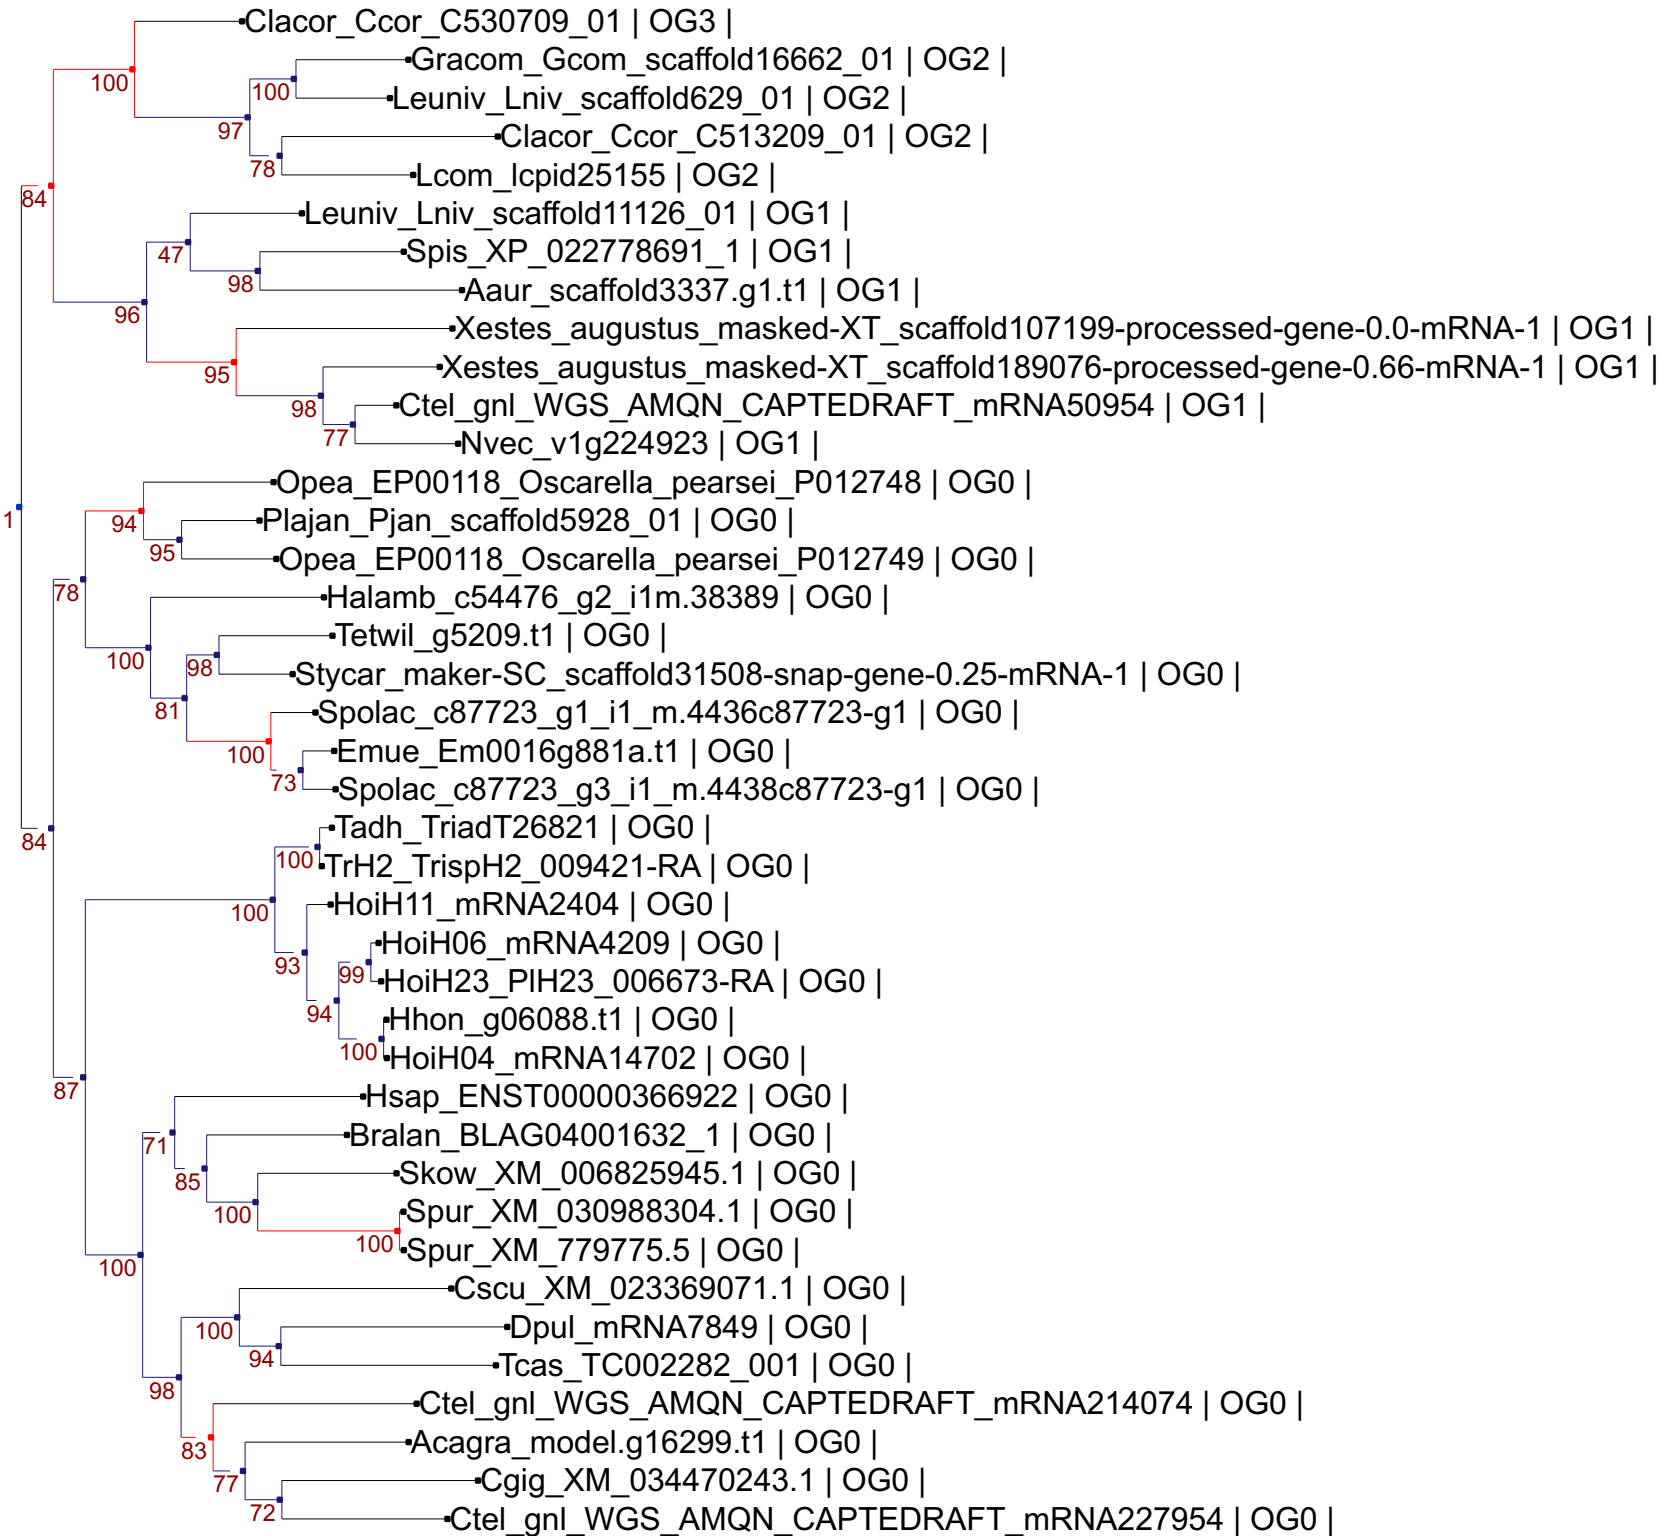 Clacor_Ccor_C530709_01 | OG3 |
Gracom_Gcom_scaffold16662_01 | OG2 |
100
100
Leuniv_Lniv_scaffold629_01 | OG2 |
97
Clacor_Ccor_C513209_01 | OG2 |
78
Lcom_lcpid25155 | OG2 |
84
Leuniv_Lniv_scaffold11126_01 | OG1 |
47
Spis_XP_022778691_1 | OG1 |
98
Aaur_scaffold3337.g1.t1 | OG1 |
96
Xestes_augustus_masked-XT_scaffold107199-processed-gene-0.0-mRNA-1 | OG1 |
95
Xestes_augustus_masked-XT_scaffold189076-processed-gene-0.66-mRNA-1 | OG1 |
98
Ctel_gnl_WGS_AMQN_CAPTEDRAFT_mRNA50954 | OG1 |
77
Nvec_v1g224923 | OG1 |
Opea_EP00118_Oscarella_pearsei_P012748 | OG0 |
1
94
Plajan_Pjan_scaffold5928_01 | OG0 |
95
Opea_EP00118_Oscarella_pearsei_P012749 | OG0 |
78
Halamb_c54476_g2_i1m.38389 | OG0 |
Tetwil_g5209.t1 | OG0 |
100
98
Stycar_maker-SC_scaffold31508-snap-gene-0.25-mRNA-1 | OG0 |
81
Spolac_c87723_g1_i1_m.4436c87723-g1 | OG0 |
100
Emue_Em0016g881a.t1 | OG0 |
73
Spolac_c87723_g3_i1_m.4438c87723-g1 | OG0 |
Tadh_TriadT26821 | OG0 |
84
100
TrH2_TrispH2_009421-RA | OG0 |
100
HoiH11_mRNA2404 | OG0 |
HoiH06_mRNA4209 | OG0 |
93
99
HoiH23_PlH23_006673-RA | OG0 |
94
Hhon_g06088.t1 | OG0 |
100
HoiH04_mRNA14702 | OG0 |
87
Hsap_ENST00000366922 | OG0 |
71
Bralan_BLAG04001632_1 | OG0 |
85
Skow_XM_006825945.1 | OG0 |
100
Spur_XM_030988304.1 | OG0 |
100
Spur_XM_779775.5 | OG0 |
100
Cscu_XM_023369071.1 | OG0 |
100
Dpul_mRNA7849 | OG0 |
94
Tcas_TC002282_001 | OG0 |
98
Ctel_gnl_WGS_AMQN_CAPTEDRAFT_mRNA214074 | OG0 |
83
Acagra_model.g16299.t1 | OG0 |
77
Cgig_XM_034470243.1 | OG0 |
72
Ctel_gnl_WGS_AMQN_CAPTEDRAFT_mRNA227954 | OG0 |